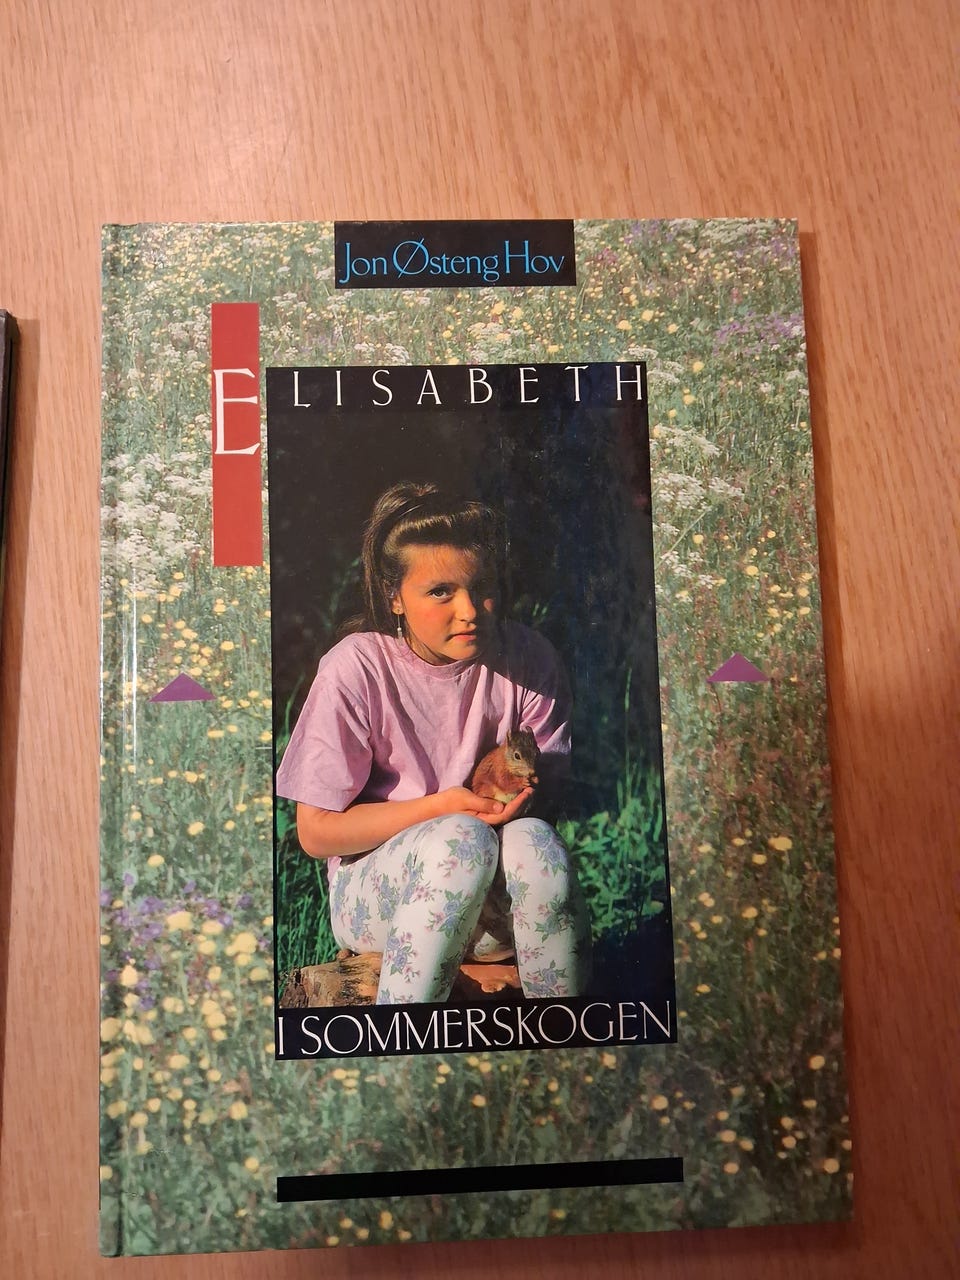 Jon Østeng Hov
ELISABETH
I SOMMERSKOGEN